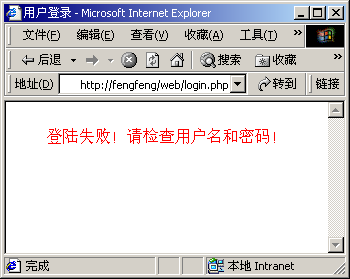 用户登录 - Microsoft Internet Explorer
文件(F) 编辑(E) 查看(V) 收藏(A) 工具(T) »
后退 » 搜索 收藏 »
地址(D) http://fengfeng/web/login.php 转到 链接
登陆失败！请检查用户名和密码！
完成 本地 Intranet